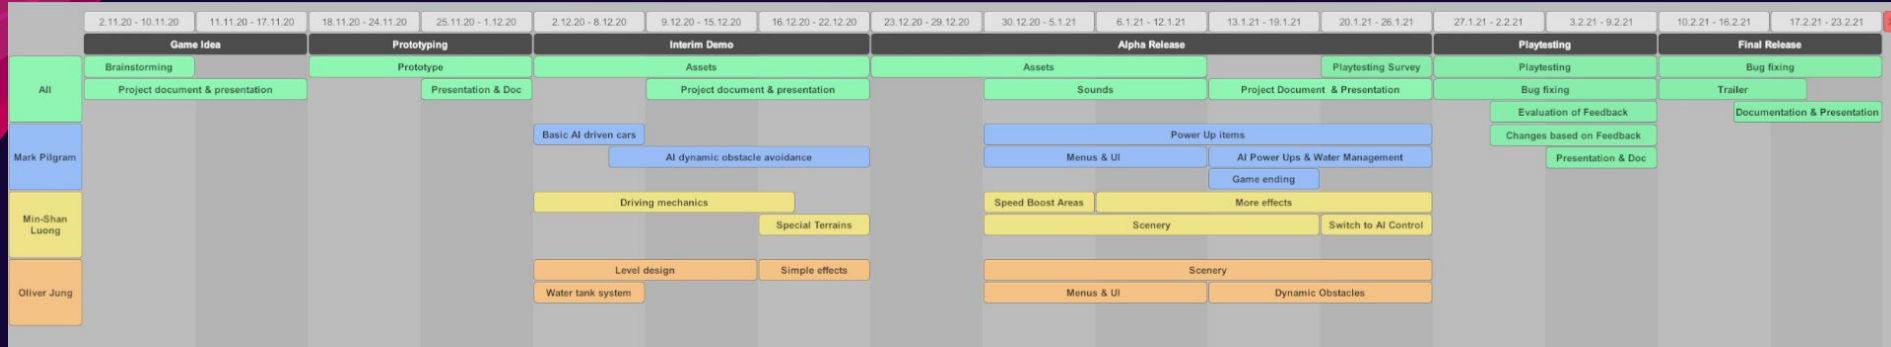 2.11.20 - 10.11.20 11.11.20 - 17.11.20 18.11.20 - 24.11.20 25.11.20 - 1.12.20 2.12.20 - 8.12.20 9.12.20 - 15.12.20 16.12.20 - 22.12.20 23.12.20 - 29.12.20 30.12.20 - 5.1.21 6.1.21 - 12.1.21 13.1.21 - 19.1.21 20.1.21 - 26.1.21 27.1.21 - 2.2.21 3.2.21 - 9.2.21 10.2.21 - 16.2.21 17.2.21 - 23.2.21
Game Idea Prototyping Interim Demo Alpha Release Playtesting Final Release
Brainstorming Prototype Assets Assets Playtesting Survey Playtesting Bug fixing
All
Project document & presentation Presentation & Doc Project document & presentation Sounds Project Document & Presentation Bug fixing Trailer
Evaluation of Feedback Documentation & Presentation
Basic AI driven cars Power Up items Changes based on Feedback
Mark Pilgram
AI dynamic obstacle avoidance Menus & UI AI Power Ups & Water Management Presentation & Doc
Game ending
Driving mechanics Speed Boost Areas More effects
Min-Shan
Luong
Special Terrains Scenery Switch to AI Control
Level design Simple effects Scenery
Oliver Jung
Water tank system Menus & UI Dynamic Obstacles